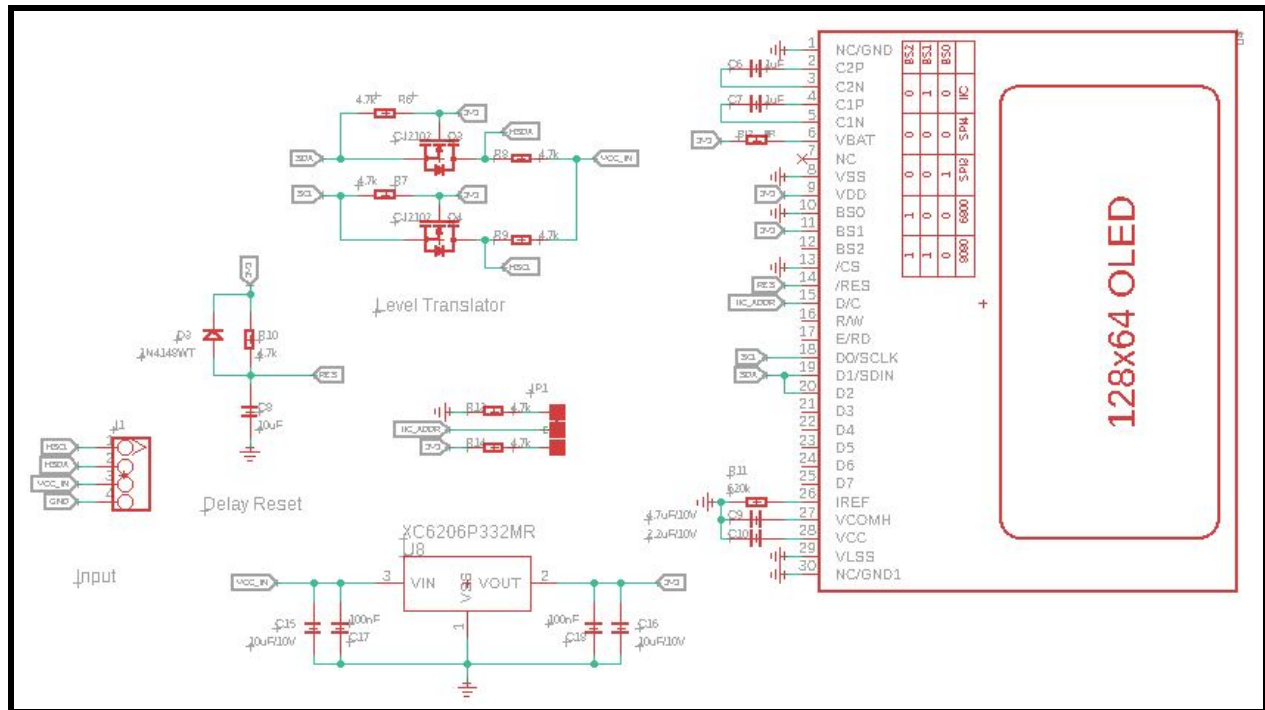 4.7k
R6
3V3
CJ2102
Q3
HSDA
SDA
R8
4.7k
VCC_IN
SCL
4.7k
R7
3V3
CJ2102
Q4
R9
4.7k
HSCL
Level Translator
3V3
D3
1N4148WT
R10
4.7k
RES
C8
10uF
Delay Reset
J1
HSCL
1
HSDA
2
VCC_IN
3
GND
4
Input
JP1
4.7k
IIC_ADDR
3V3
R14
4.7k
XC6206P332MR
U8
VCC_IN
3
VIN
VSS
VOUT
2
3V3
1
C15
10uF/10V
100nF
C17
100nF
C18
C16
10uF/10V
1
NC/GND
C6
1uF
2
C2P
3
C2N
C7
1uF
4
C1P
5
C1N
3V3
6
VBAT
7
NC
8
VSS
3V3
9
VDD
10
BS0
3V3
11
BS1
12
BS2
13
/CS
RES
14
/RES
IIC_ADDR
15
D/C
16
R/W
17
E/RD
SCL
18
D0/SCLK
SDA
19
D1/SDIN
20
D2
21
D3
22
D4
23
D5
24
D6
25
D7
R11
620k
26
IREF
4.7uF/10V
C9
27
VCOMH
2.2uF/10V
C10
28
VCC
29
VLSS
30
NC/GND1
BS2 BS1 BS0
0 1 0 IIC
0 0 0 SPI4
0 0 1 SPI3
1 0 0 6800
1 1 0 8080
128x64 OLED